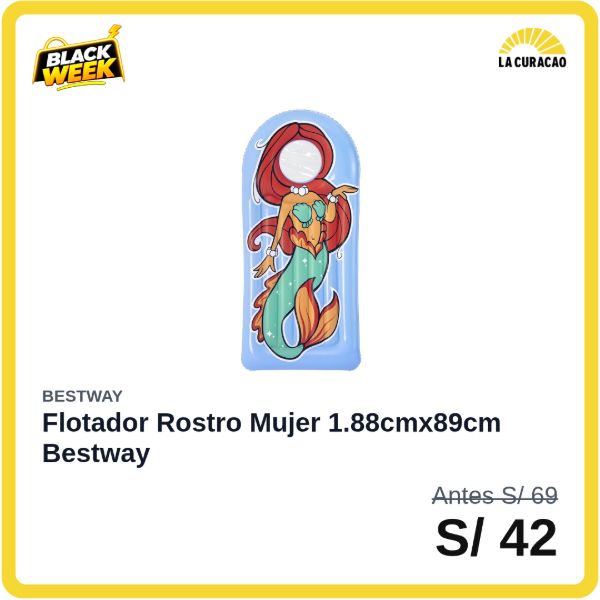 BLACK
WEEK
LA CURACAO
BESTWAY
Flotador Rostro Mujer 1.88cmx89cm
Bestway
Antes S/ 69
S/ 42